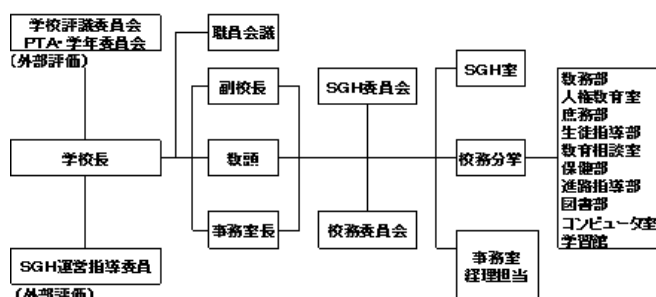 学校評議委員会
PTA・学年委員会
(外部評価)
職員会議
副校長
SGH委員会
SGH室
学校長
教頭
校務分学
教務部
人権教育室
庶務部
生徒指導部
教育相談室
保健部
進路指導部
図書部
コンピュータ室
学習館
事務室長
校務委員会
事務室
経理担当
SGH運営指導委員
(外部評価)